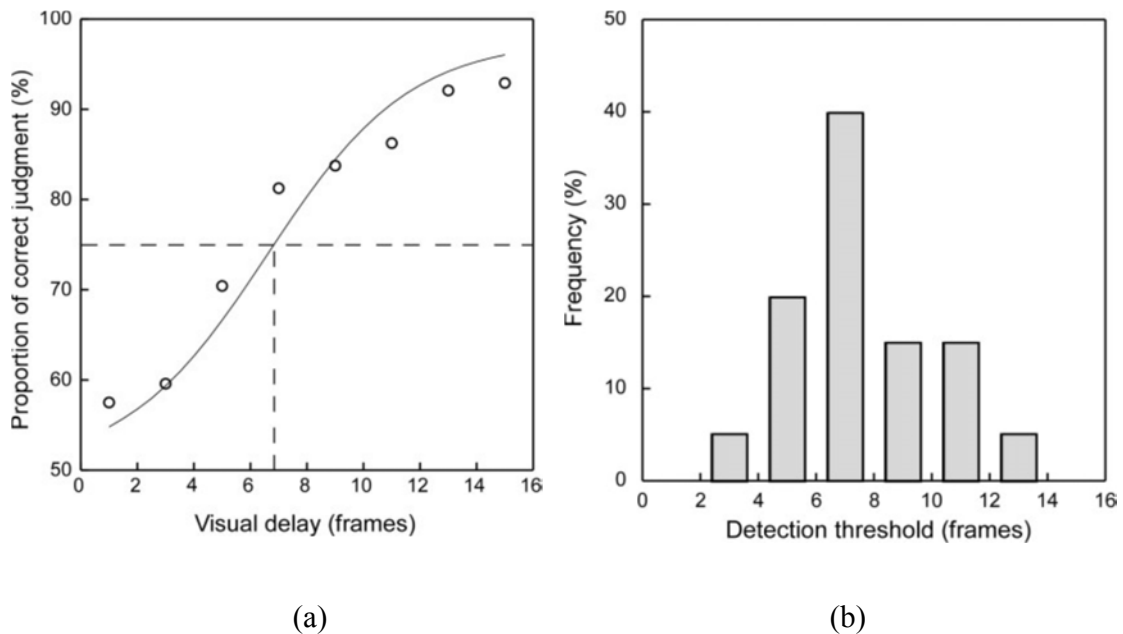 100
90
80
70
60
50
0 2 4 6 8 10 12 14 16
Proportion of correct judgment (%)
Visual delay (frames)
(a)
50
40
30
20
10
0
0 2 4 6 8 10 12 14 16
Frequency (%)
Detection threshold (frames)
(b)